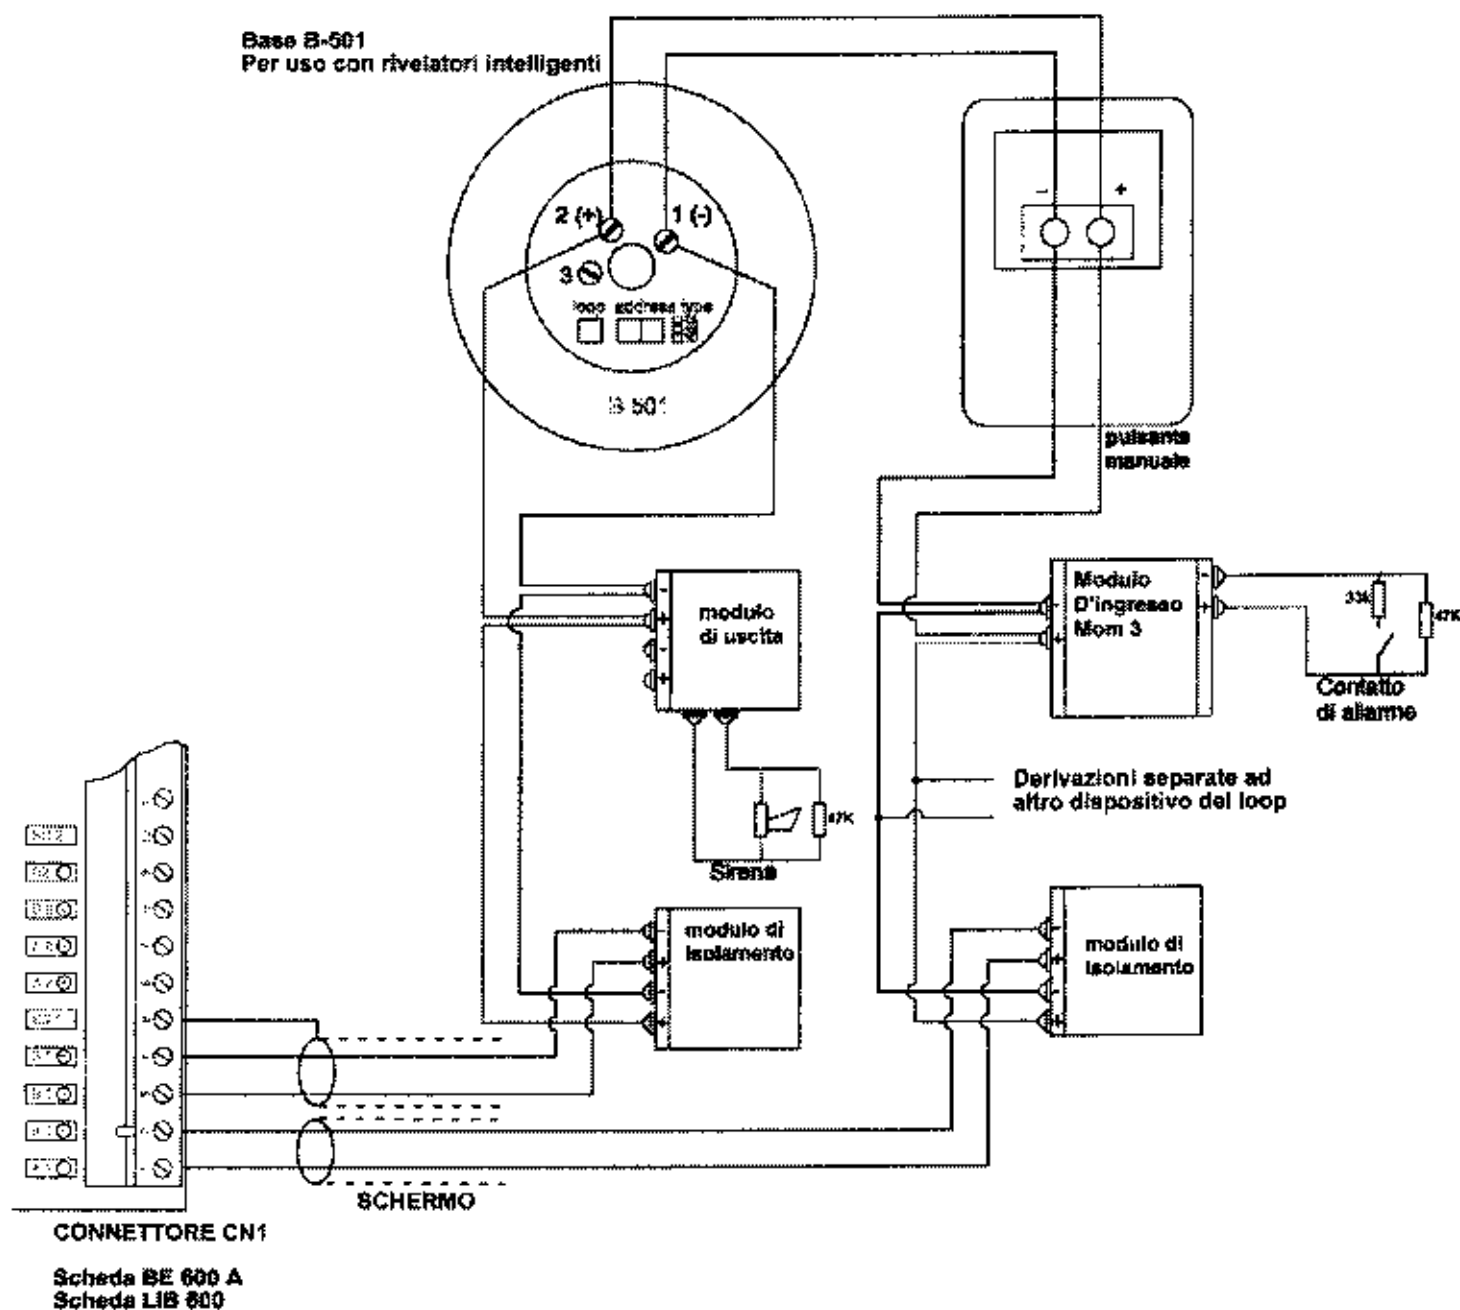 Base B-501
Per uso con rivelatori intelligenti
2 (+)
1 (-)
3
loop address type
B 501
- +
pulsante
manuale
modulo
di uscita
Modulo
D'ingresso
Mom 3
33k
47K
Contatto
di allarme
Derivazioni separate ad
altro dispositivo del loop
47K
Sirena
modulo di
isolamento
modulo di
isolamento
SCHERMO
CONNETTORE CN1
Scheda BE 600 A
Scheda LIB 600